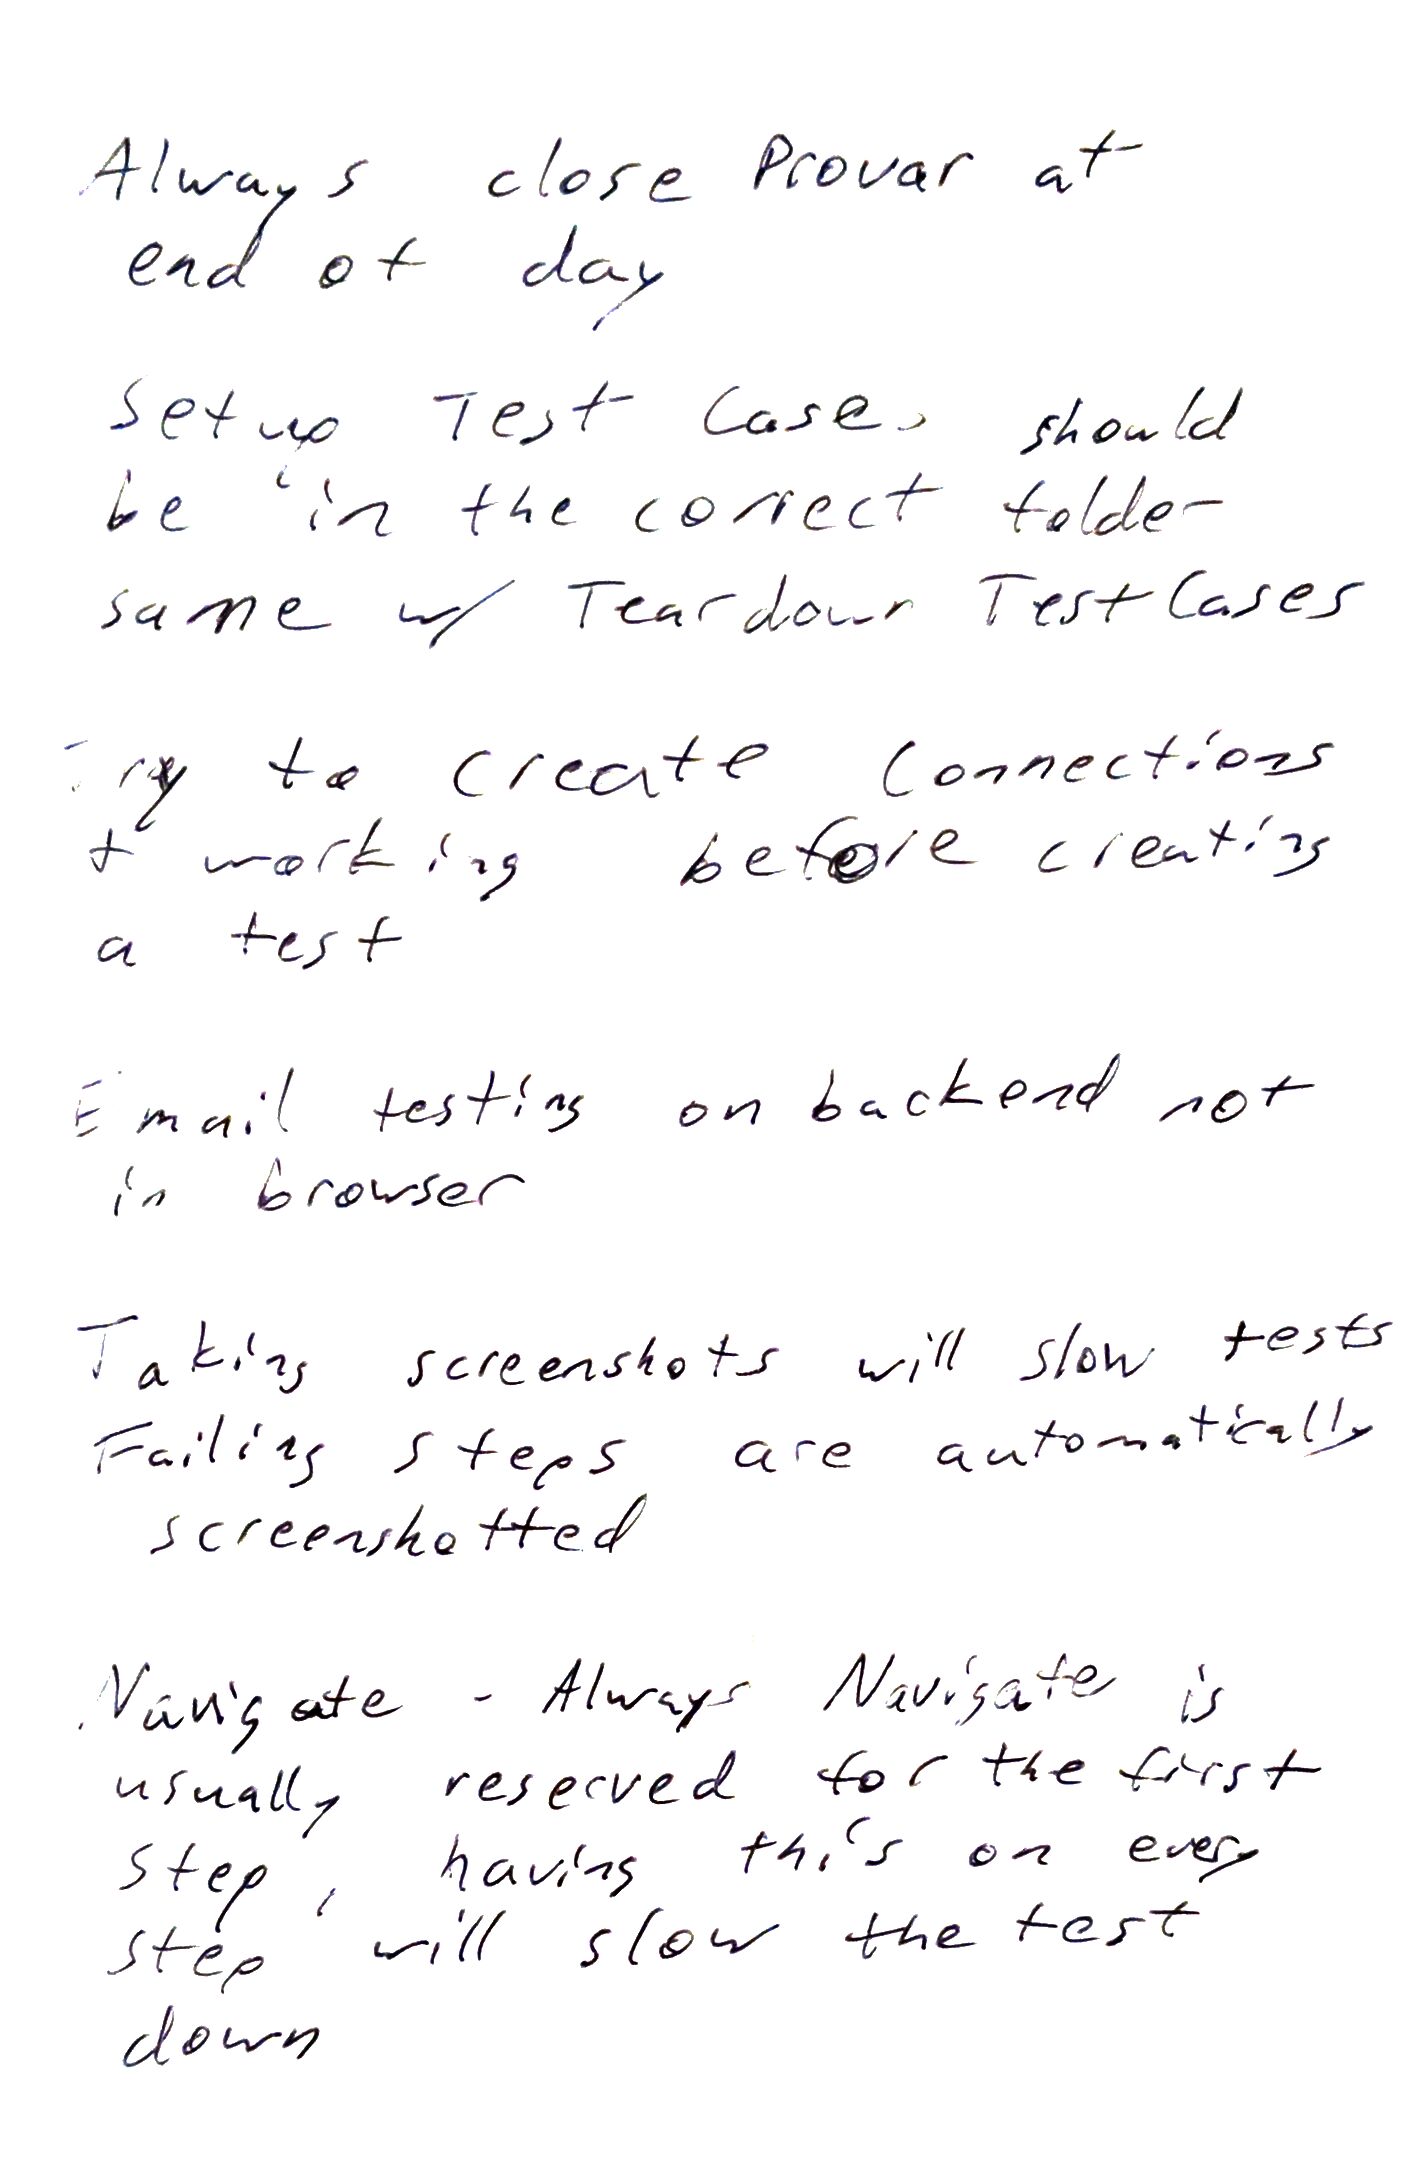 Always close Provar at
end of day
Setup Test Cases should
be in the correct folder
same w/ Teardown TestCases
Try to create Connections
+ working before creating
a test
Email testing on backend not
in browser
Taking screenshots will slow tests
Failing steps are automatically
screenshotted
Navigate - Always Navigate is
usually reserved for the first
step, having this on every
step will slow the test
down